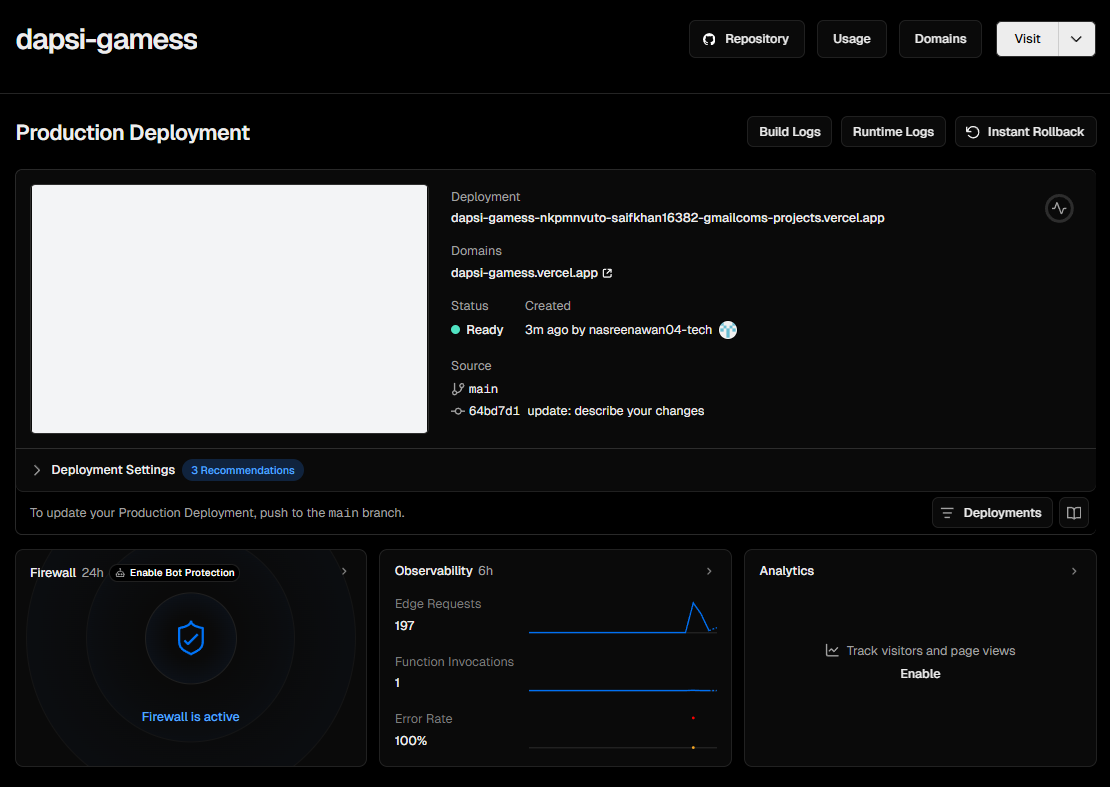 dapsi-gamess
Repository
Usage
Domains
Visit
Production Deployment
Build Logs
Runtime Logs
Instant Rollback
Deployment
dapsi-gamess-nkpmnvuto-saifkhan16382-gmailcoms-projects.vercel.app
Domains
dapsi-gamess.vercel.app
Status
Created
Ready
3m ago by nasreenawan04-tech
Source
main
64bd7d1 update: describe your changes
Deployment Settings
3 Recommendations
To update your Production Deployment, push to the main branch.
Deployments
Firewall 24h
Enable Bot Protection
Firewall is active
Observability 6h
Edge Requests
197
Function Invocations
1
Error Rate
100%
Analytics
Track visitors and page views
Enable